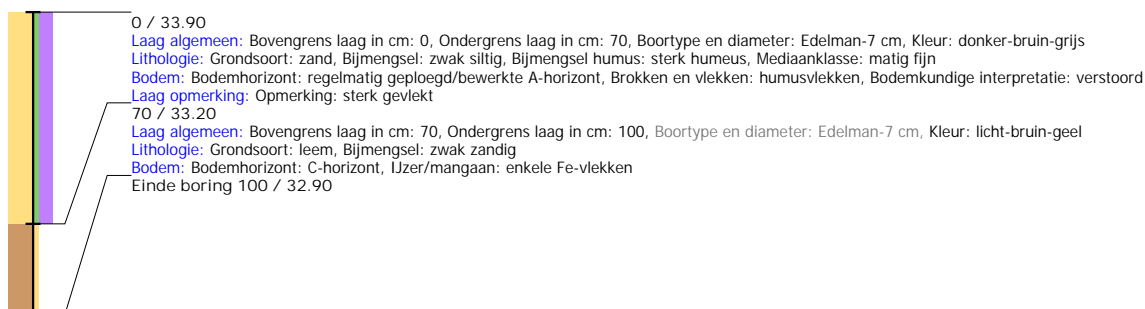 0 / 33.90
Laag algemeen: Bovengrens laag in cm: 0, Ondergrens laag in cm: 70, Boortype en diameter: Edelman-7 cm, Kleur: donker-bruin-grijs
Lithologie: Grondsoort: zand, Bijmengsel: zwak siltig, Bijmengsel humus: sterk humeus, Mediaanklasse: matig fijn
Bodem: Bodemhorizont: regelmatig geploegd/bewerkte A-horizont, Brokken en vlekken: humusvlekken, Bodemkundige interpretatie: verstoord
Laag opmerking: Opmerking: sterk gevlekt
70 / 33.20
Laag algemeen: Bovengrens laag in cm: 70, Ondergrens laag in cm: 100, Boortype en diameter: Edelman-7 cm, Kleur: licht-bruin-geel
Lithologie: Grondsoort: leem, Bijmengsel: zwak zandig
Bodem: Bodemhorizont: C-horizont, IJzer/mangaan: enkele Fe-vlekken
Einde boring 100 / 32.90